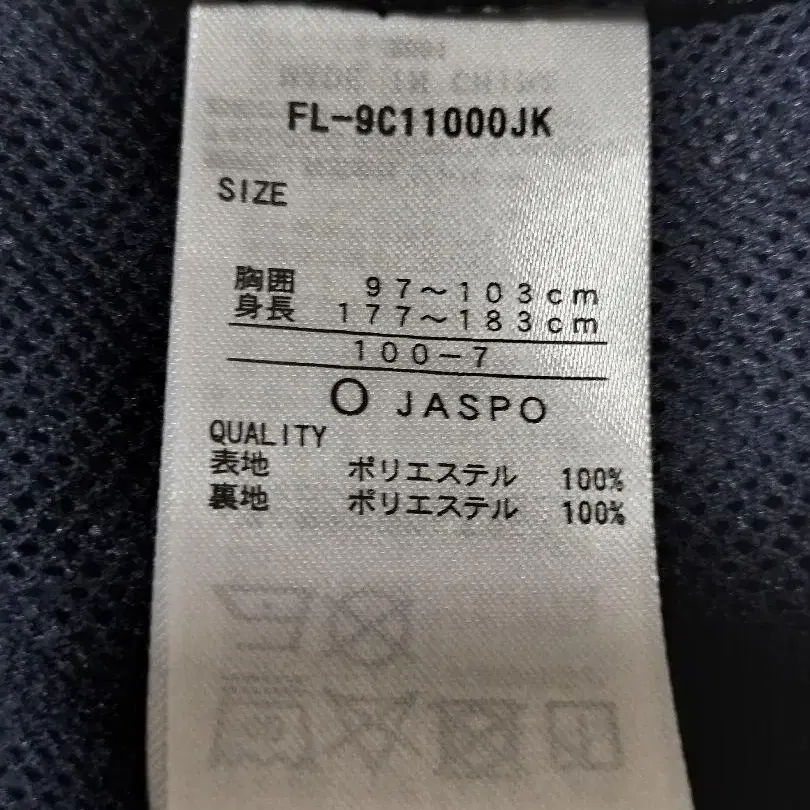 FL-9C11000JK
SIZE
胸囲 97～103cm
身長 177～183cm
100-7
O JASPO
QUALITY
表地 ポリエステル 100%
裏地 ポリエステル 100%